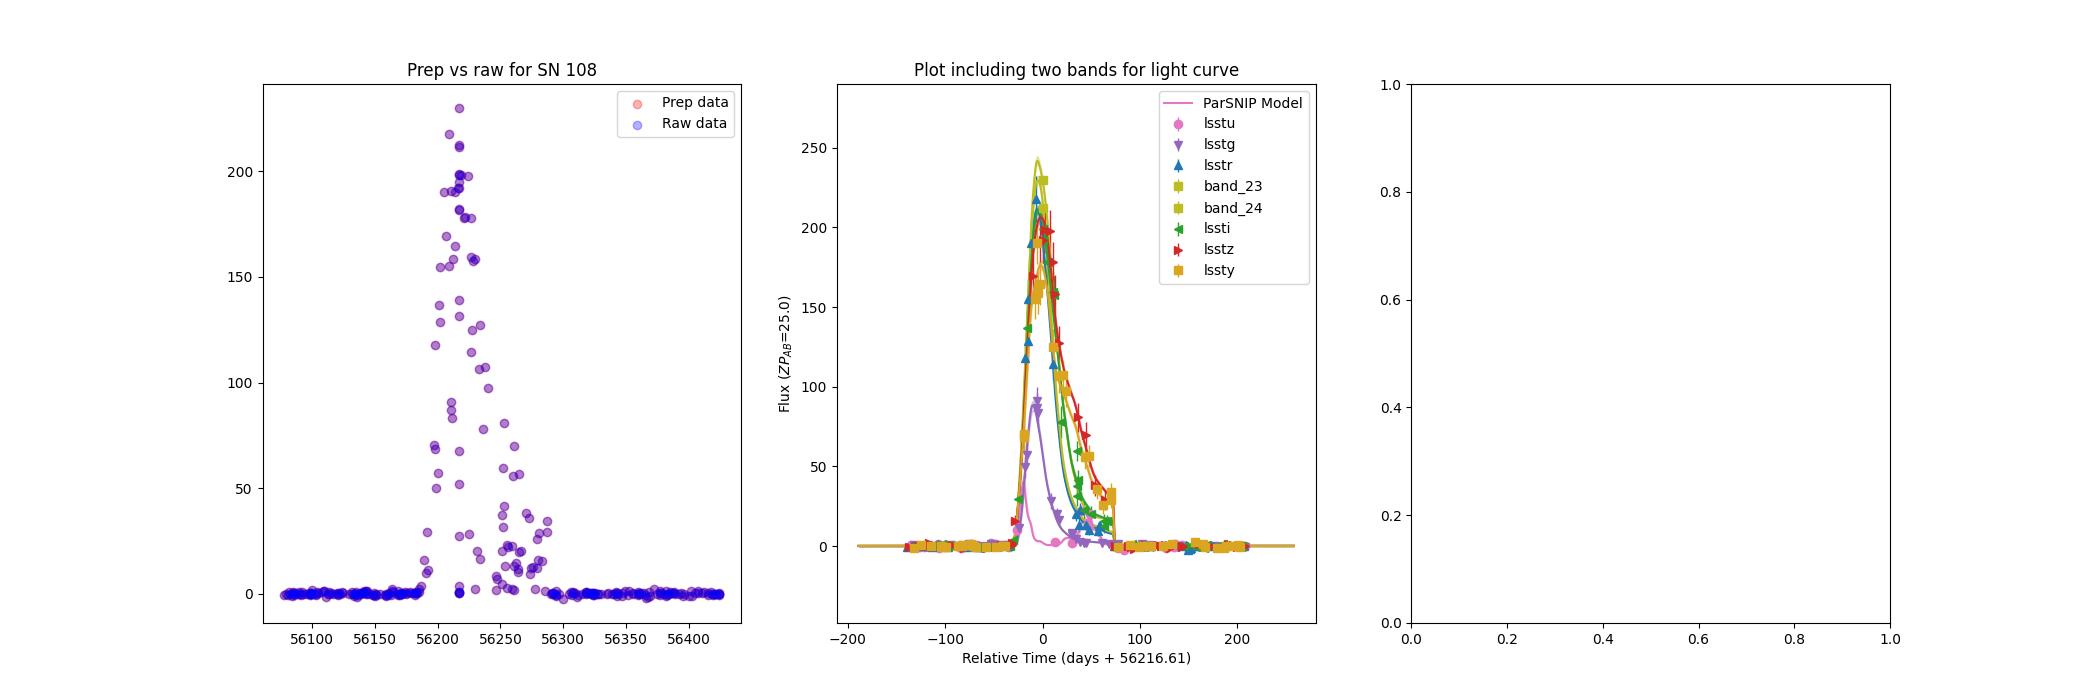 Prep vs raw for SN 108
Prep data
Raw data
200
150
100
50
0
56100 56150 56200 56250 56300 56350 56400
Plot including two bands for light curve
ParSNIP Model
lsstu
lsstg
lsstr
band_23
band_24
lssti
lsstz
lssty
Flux (ZP_AB=25.0)
250
200
150
100
50
0
−200 −100 0 100 200
Relative Time (days + 56216.61)
1.0
0.8
0.6
0.4
0.2
0.0
0.0 0.2 0.4 0.6 0.8 1.0